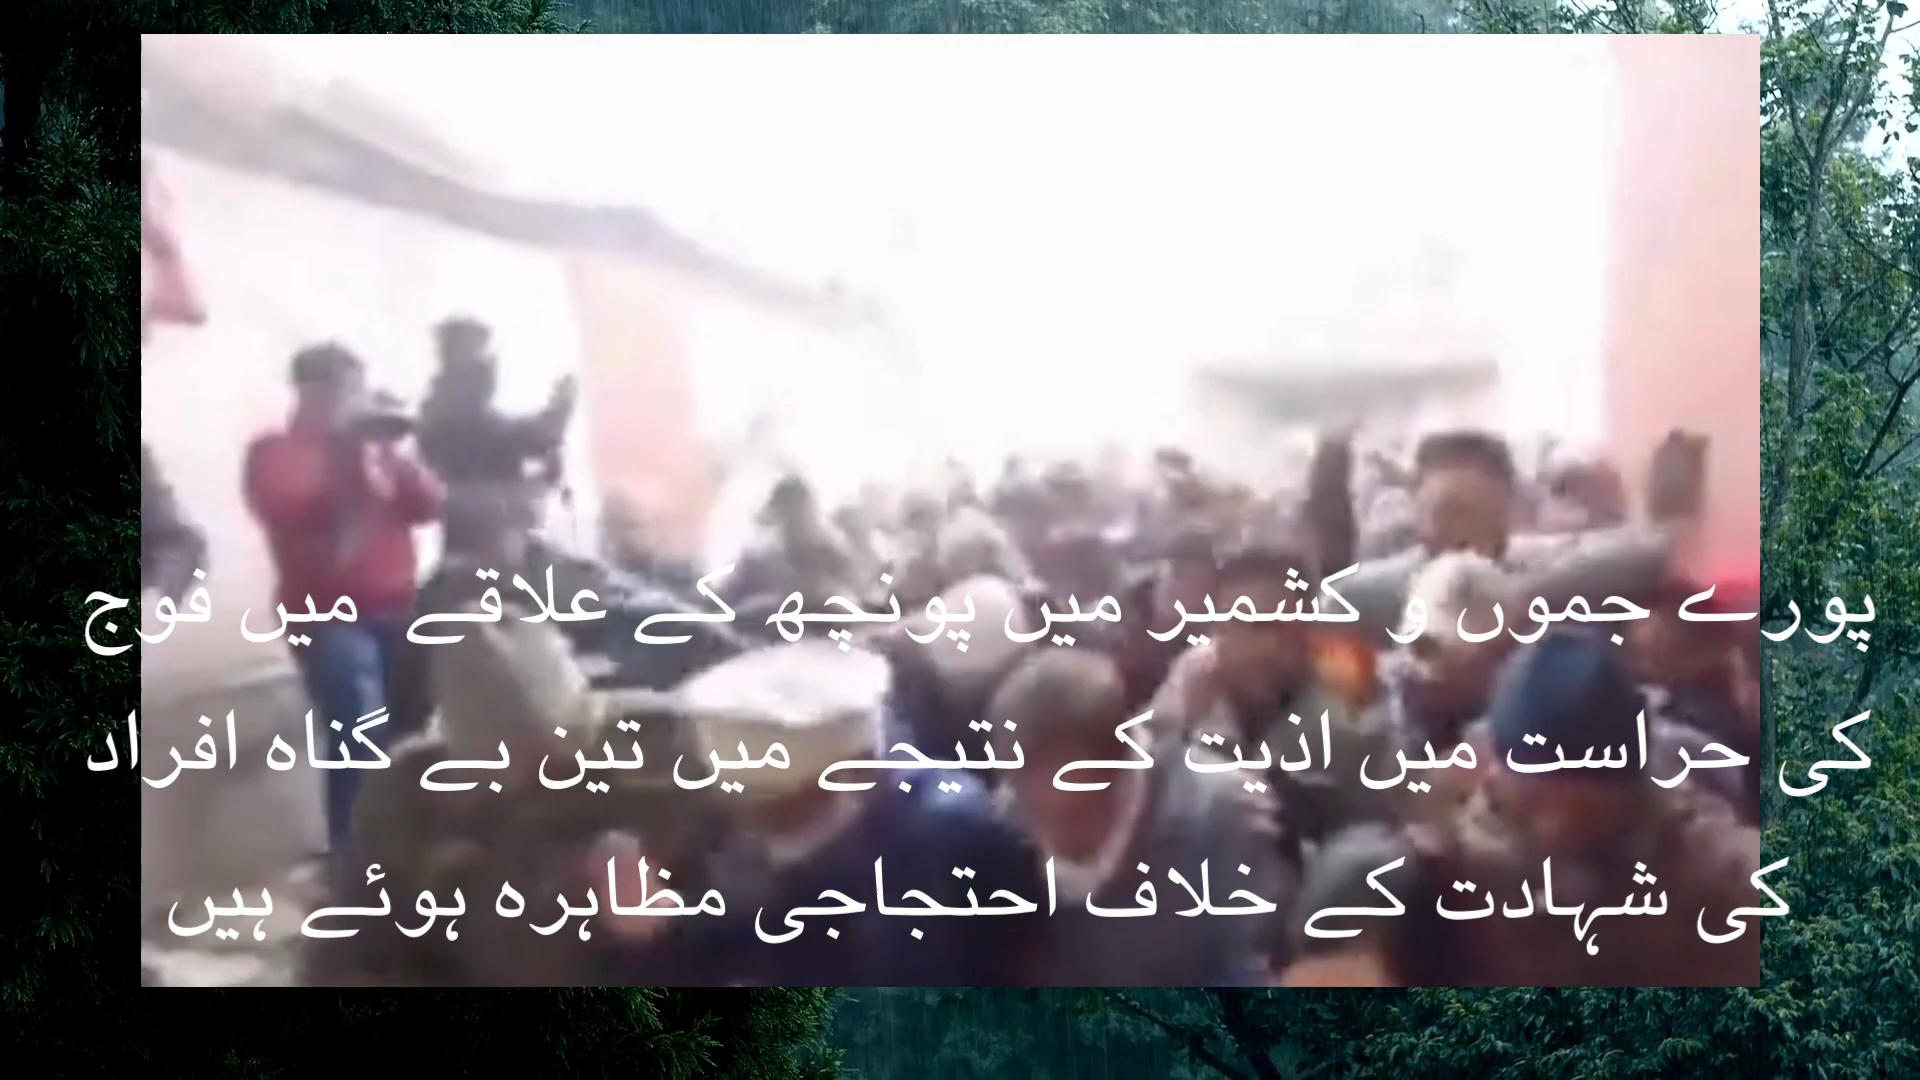 پورے جموں و کشمیر میں پونچھ کے علاقے میں فوج
کی حراست میں اذیت کے نتیجے میں تین بے گناہ افراد
کی شہادت کے خلاف احتجاجی مظاہرہ ہوئے ہیں